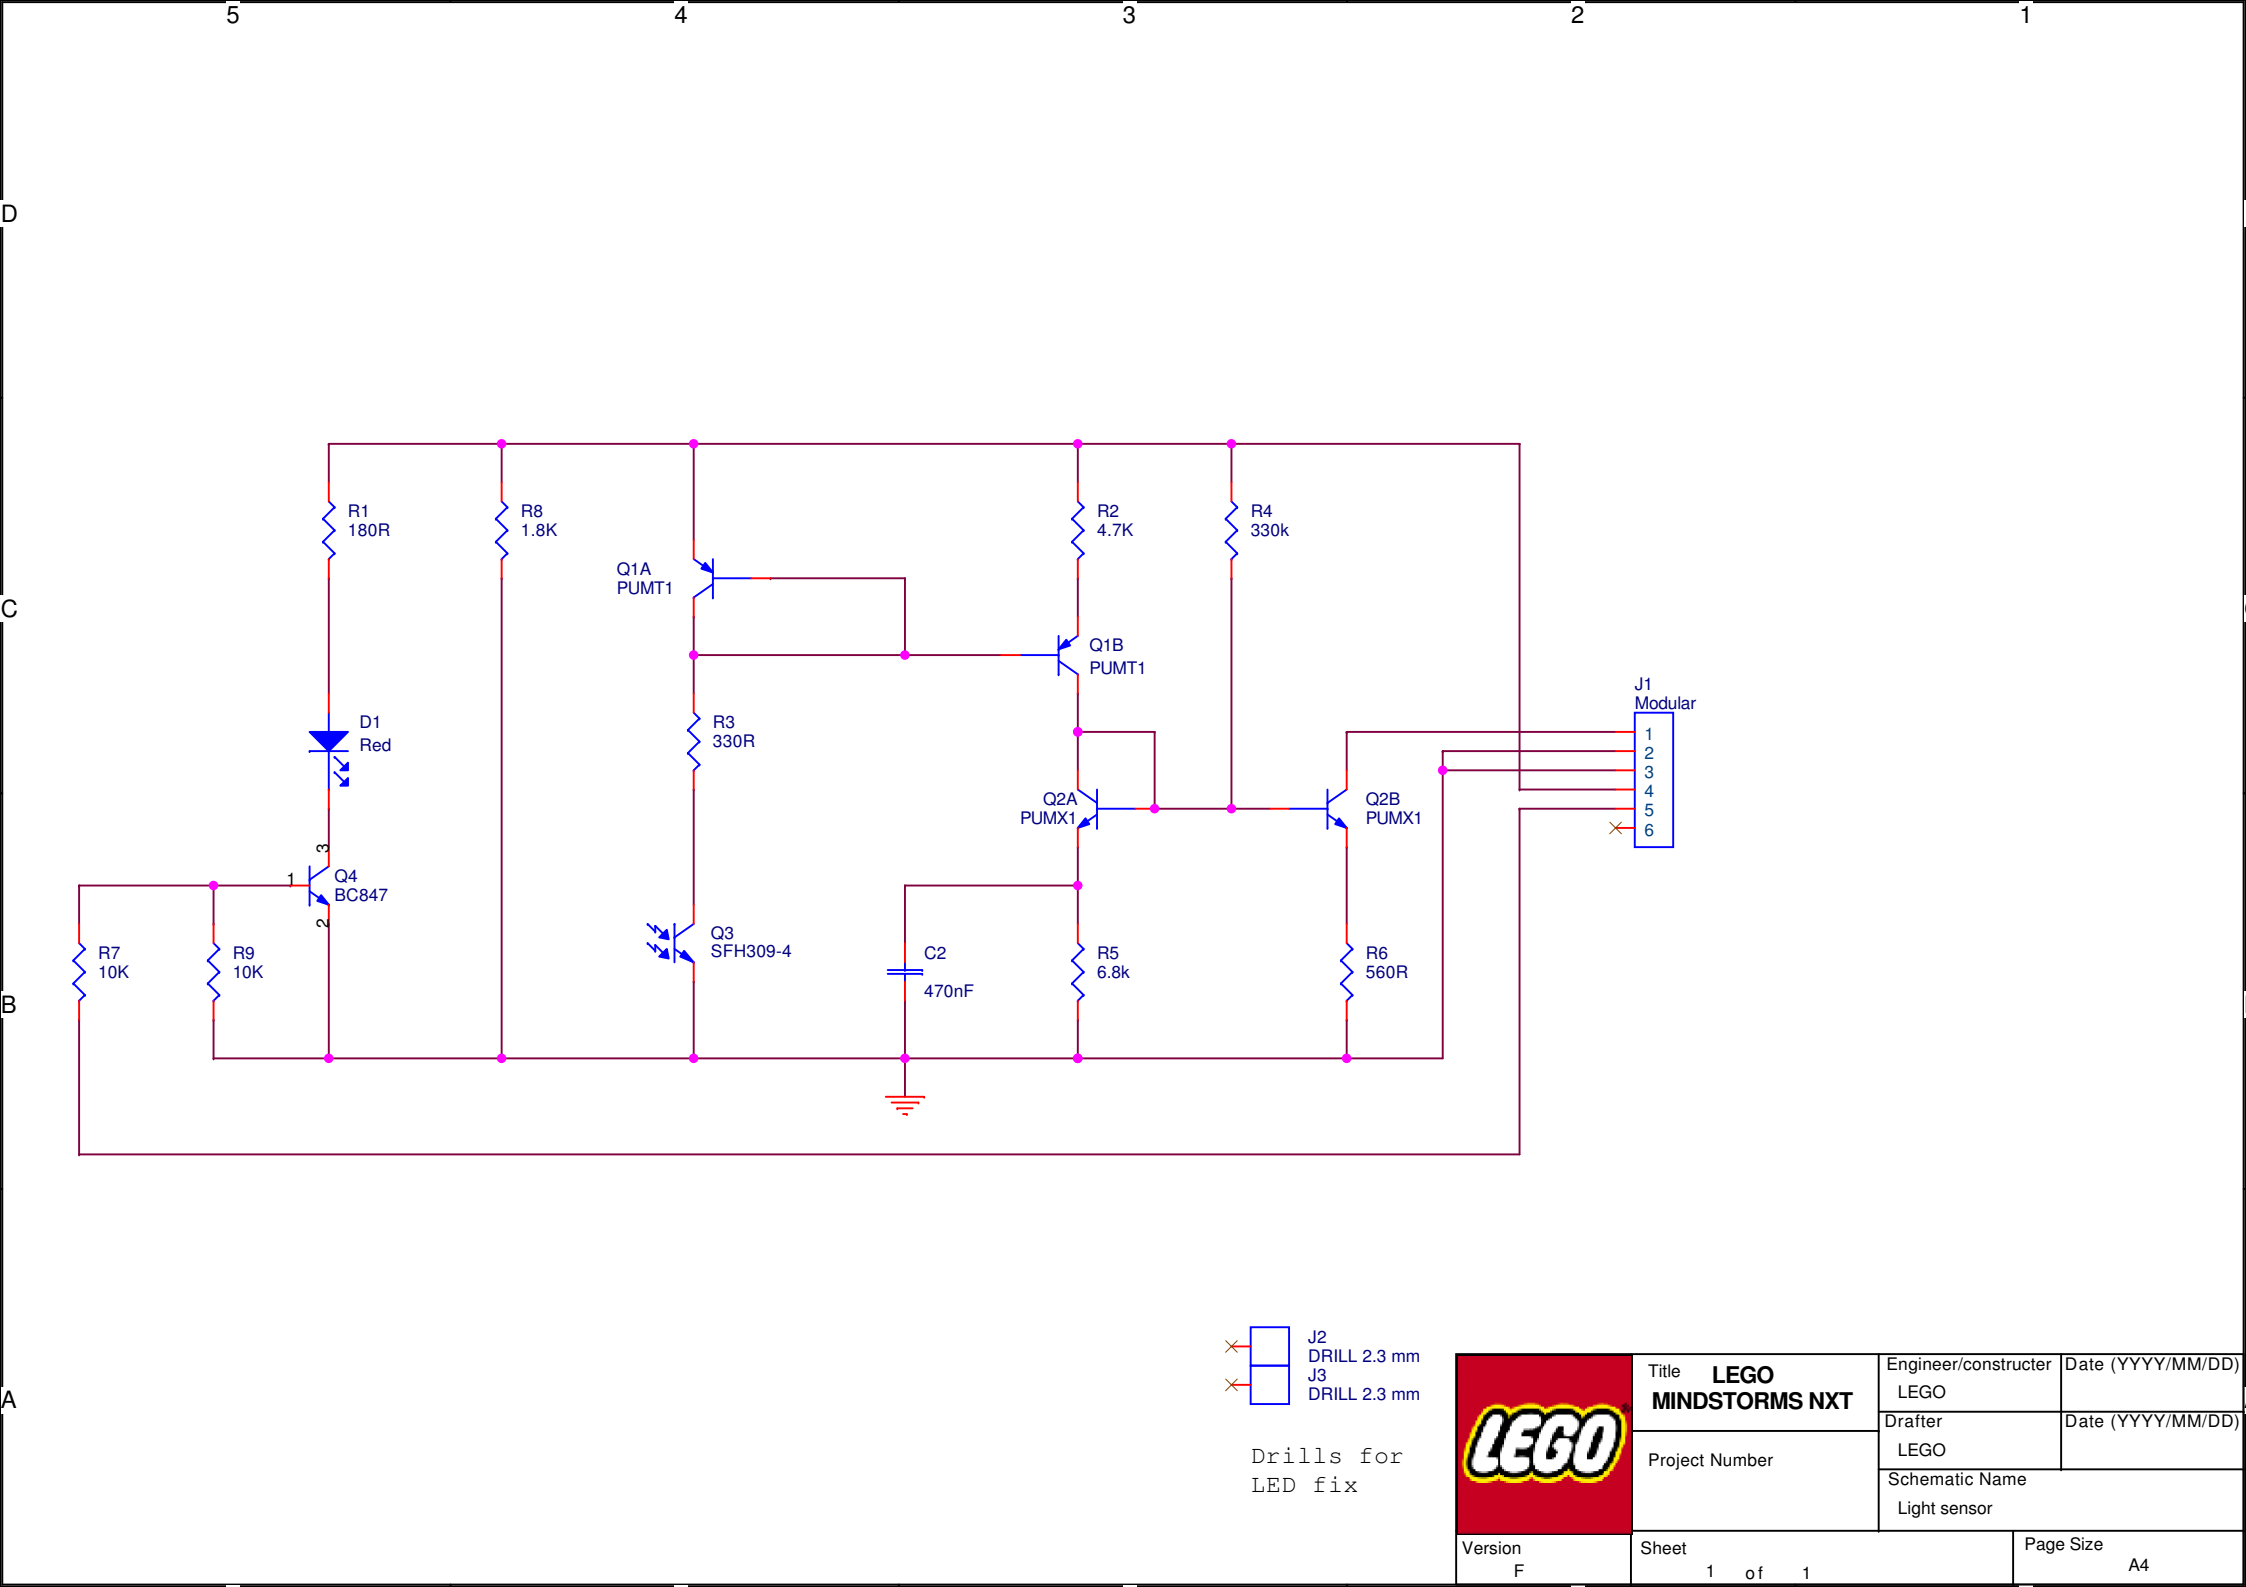 5 4 3 2 1
D
C
B
A
R1
180R
R8
1.8K
Q1A
PUMT1
R2
4.7K
R4
330k
Q1B
PUMT1
D1
Red
R3
330R
J1
Modular
1
2
3
4
5
6
Q2A
PUMX1
Q2B
PUMX1
3
1
2
Q4
BC847
R7
10K
R9
10K
Q3
SFH309-4
C2
470nF
R5
6.8k
R6
560R
J2
DRILL 2.3 mm
J3
DRILL 2.3 mm
Drills for
LED fix
LEGO
®
Title LEGO
MINDSTORMS NXT
Project Number
Engineer/constructer
LEGO
Date (YYYY/MM/DD)
Drafter
LEGO
Date (YYYY/MM/DD)
Schematic Name
Light sensor
Version
F
Sheet
1 of 1
Page Size
A4